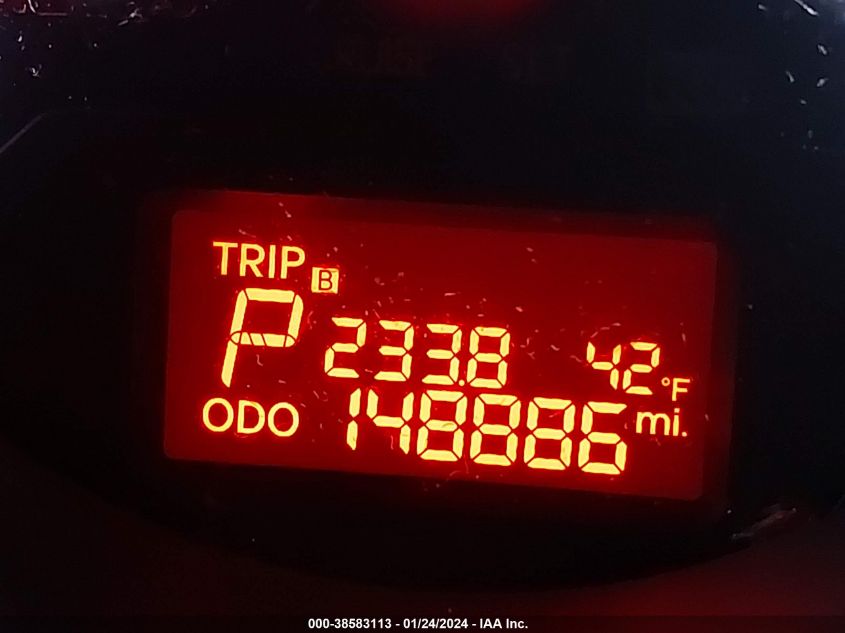 TRIP B
P 233.8 42°F
ODO 148886 mi.
000-38583113 - 01/24/2024 - IAA Inc.